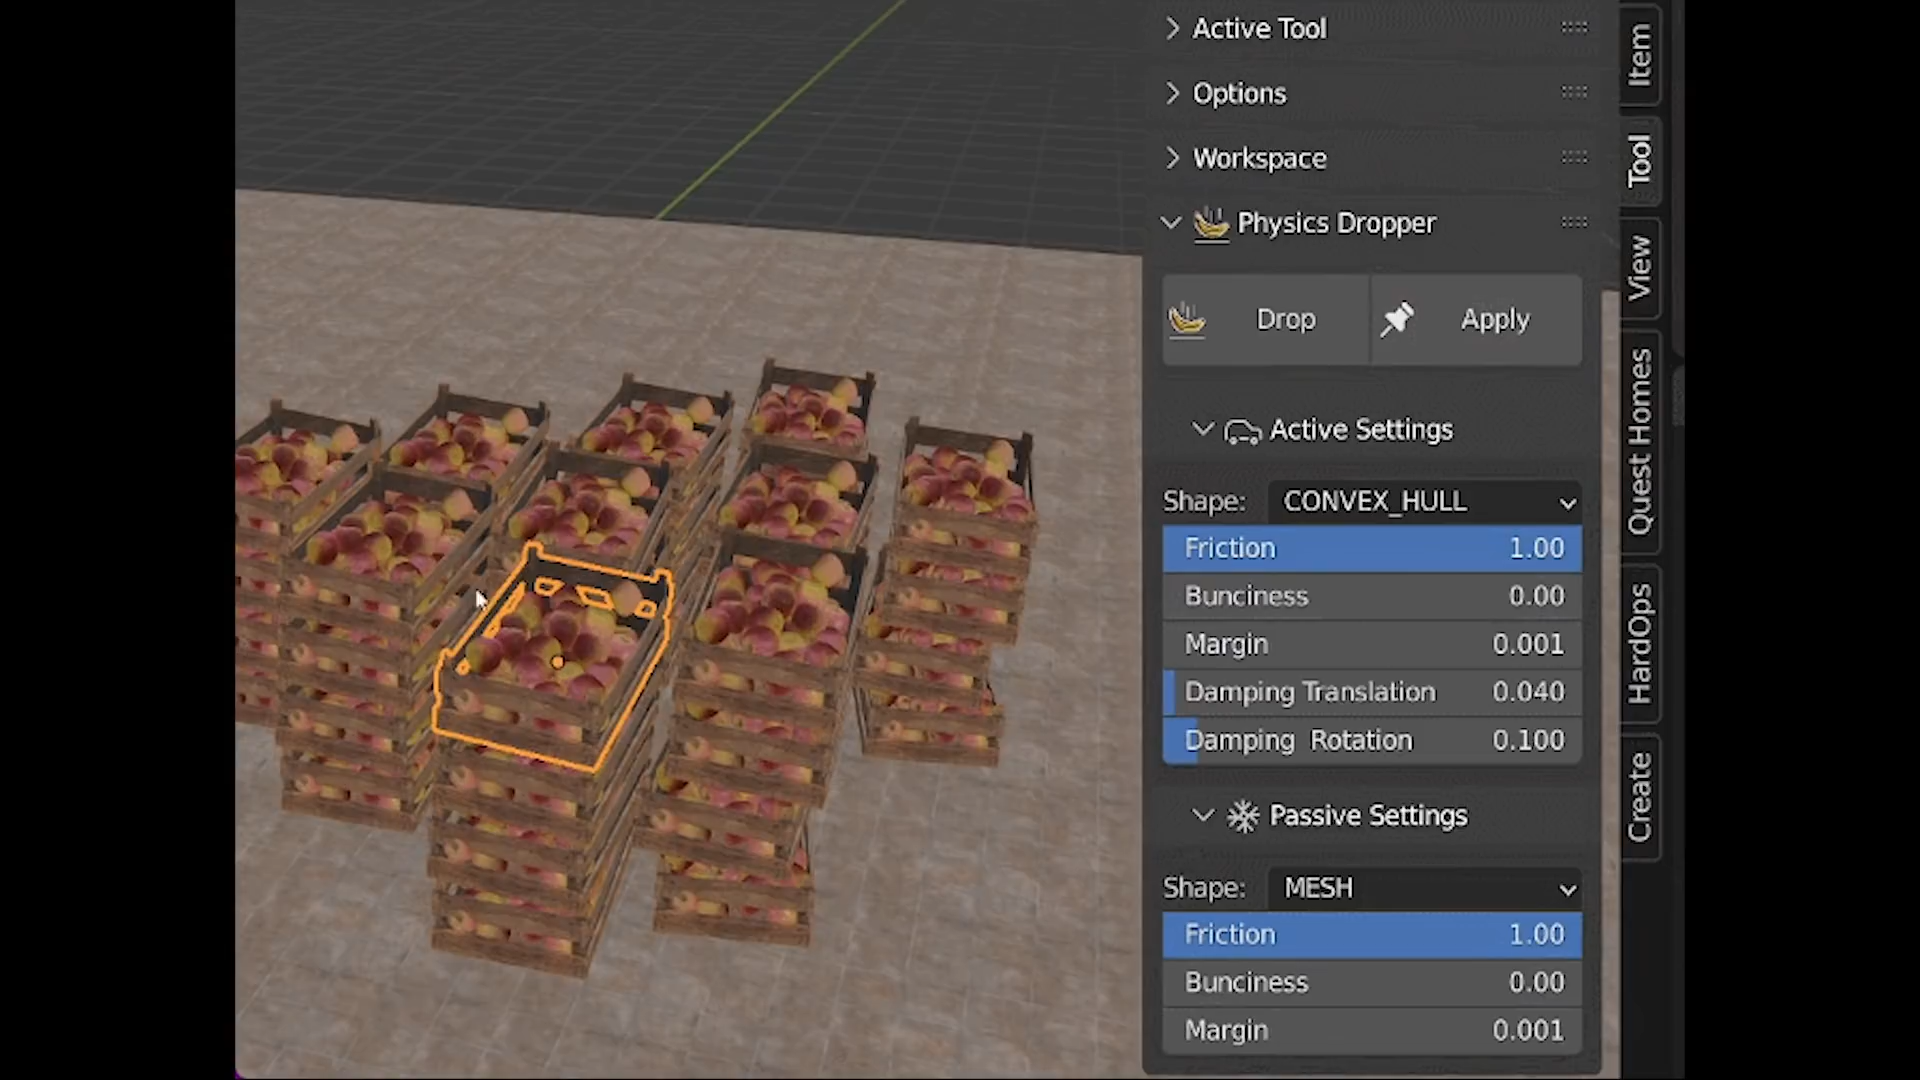 Active Tool
Options
Workspace
Physics Dropper
Drop Apply
Active Settings
Shape: CONVEX_HULL
Friction 1.00
Bunciness 0.00
Margin 0.001
Damping Translation 0.040
Damping Rotation 0.100
Passive Settings
Shape: MESH
Friction 1.00
Bunciness 0.00
Margin 0.001
Item
Tool
View
Quest Homes
HardOps
Create